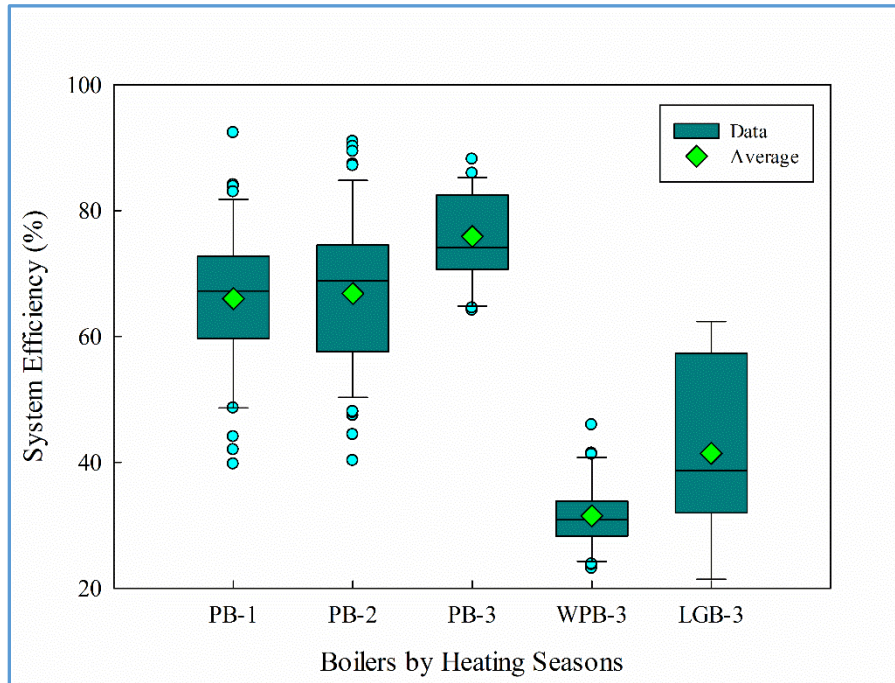 100
80
60
40
20
System Efficiency (%)
Data
Average
PB-1 PB-2 PB-3 WPB-3 LGB-3
Boilers by Heating Seasons